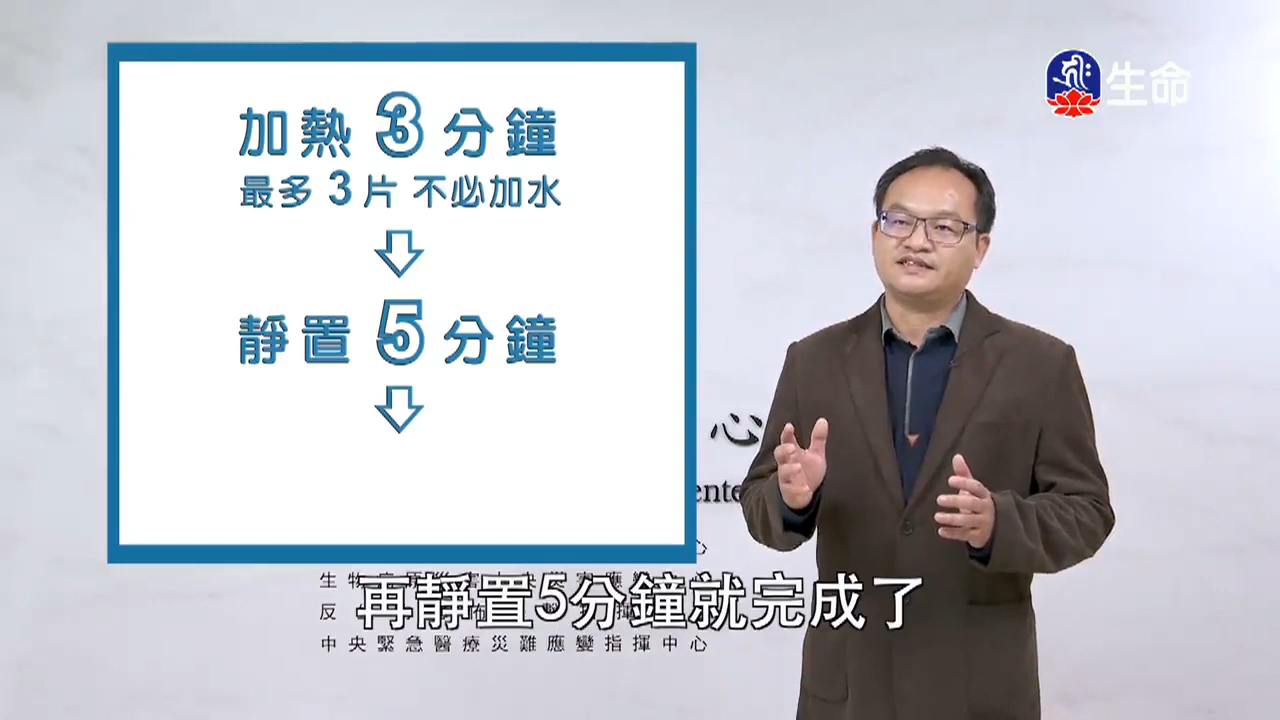 加熱3分鐘
最多3片 不必加水
靜置5分鐘
生命
心
ente
心
再靜置5分鐘就完成了
中央緊急醫療災難應變指揮中心